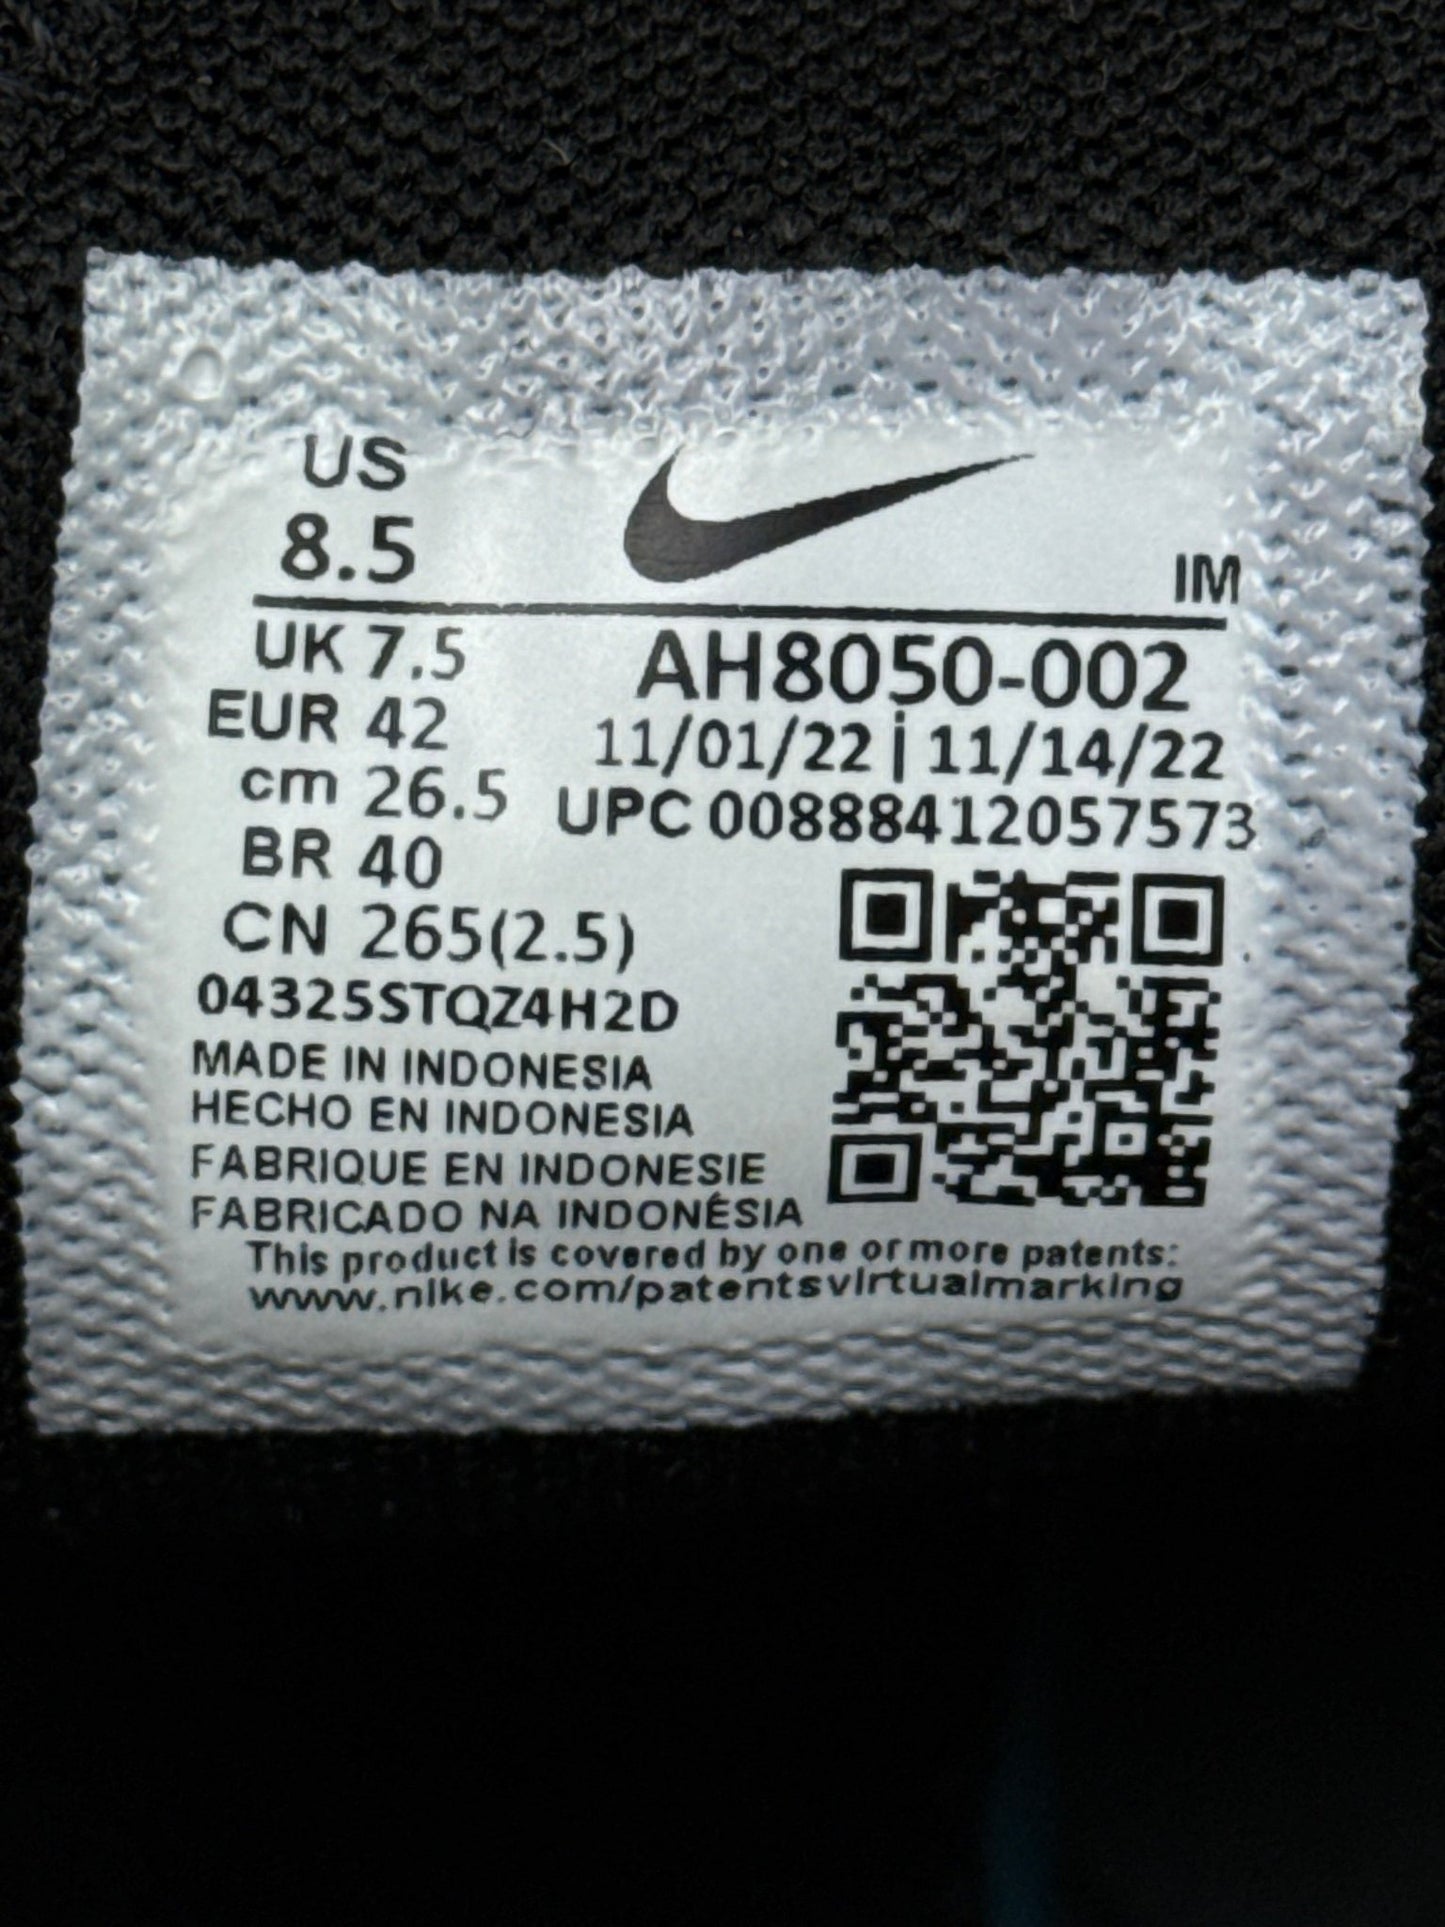 US
8.5
IM
UK 7.5
EUR 42
cm 26.5
BR 40
CN 265(2.5)
AH8050-002
11/01/22 | 11/14/22
UPC 00888412057573
04325STQZ4H2D
MADE IN INDONESIA
HECHO EN INDONESIA
FABRIQUE EN INDONESIE
FABRICADO NA INDONÉSIA
This product is covered by one or more patents:
www.nike.com/patentsvirtualmarking